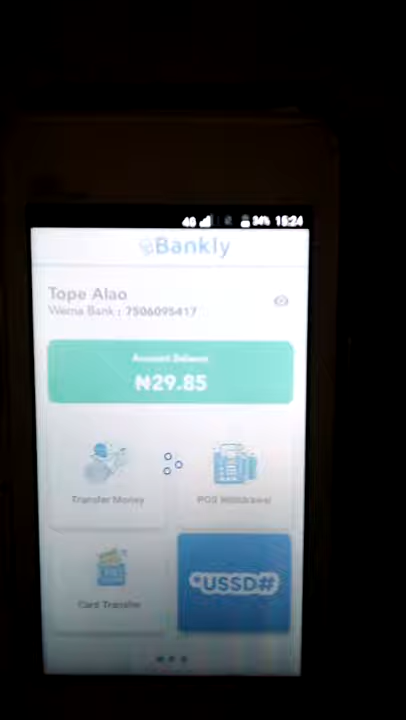 4G 34% 15:24
Bankly
Tope Alao
Wema Bank : 7506095417
Account Balance
₦29.85
Transfer Money
POS Withdrawal
Card Transfer
*USSD#